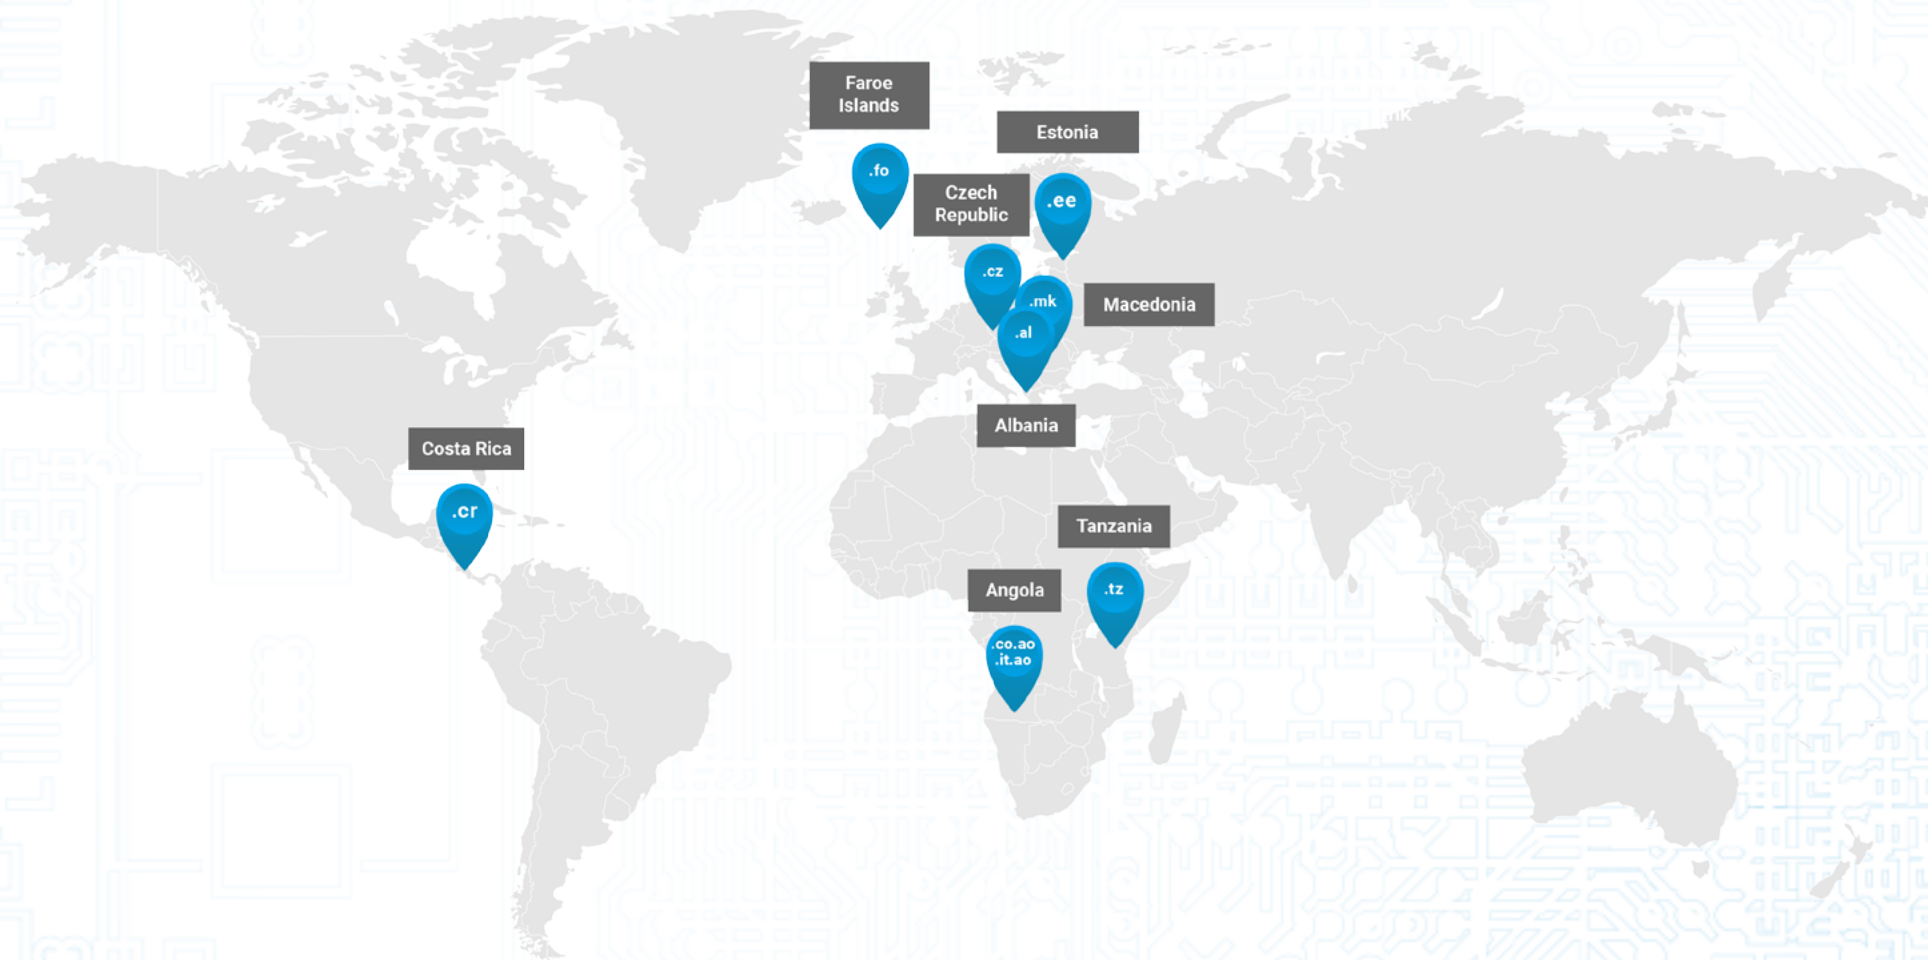 Faroe
Islands
.fo
Estonia
.ee
Czech
Republic
.cz
.mk
Macedonia
.al
Albania
Costa Rica
.cr
Tanzania
.tz
Angola
.co.ao
.it.ao
mk